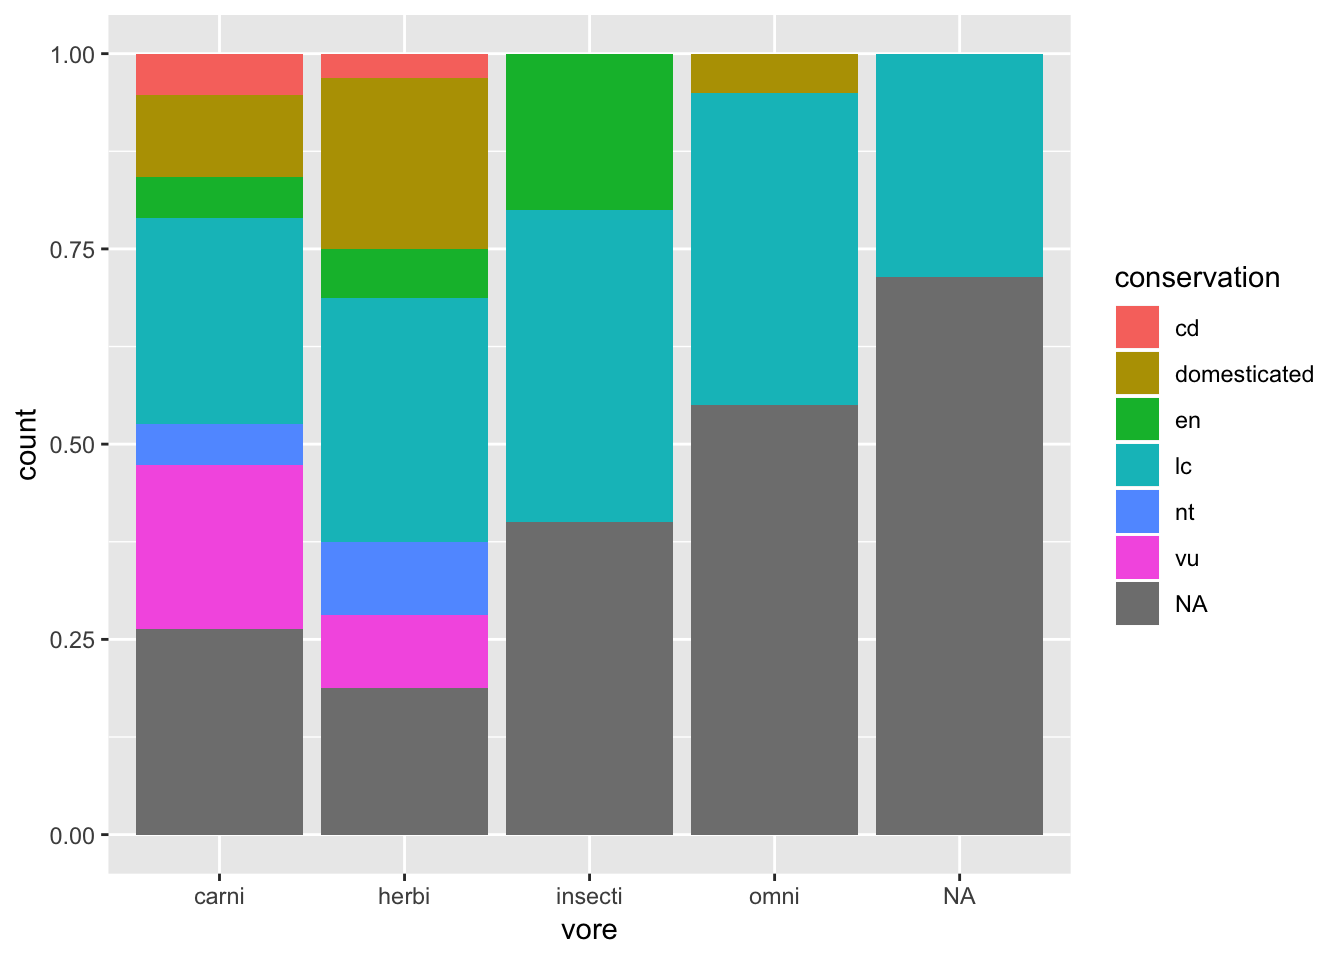 1.00
0.75
0.50
0.25
0.00
count
carni herbi insecti omni NA
vore
conservation
cd
domesticated
en
lc
nt
vu
NA